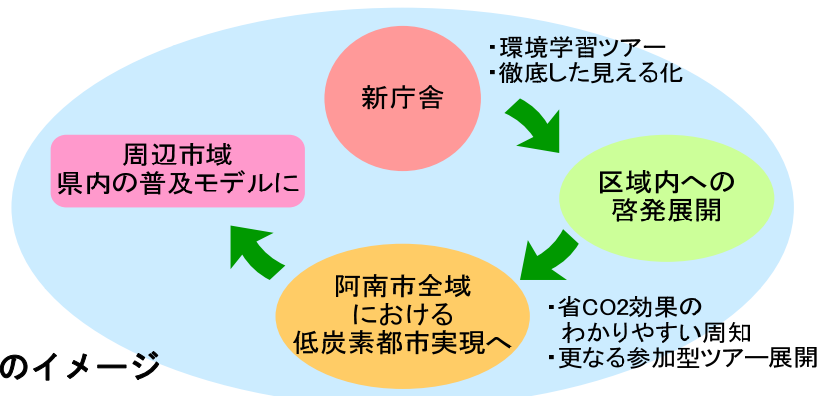 新庁舎
・環境学習ツアー
・徹底した見える化
区域内への
啓発展開
・省CO2効果の
わかりやすい周知
・更なる参加型ツアー展開
阿南市全域
における
低炭素都市実現へ
周辺市域
県内の普及モデルに
のイメージ